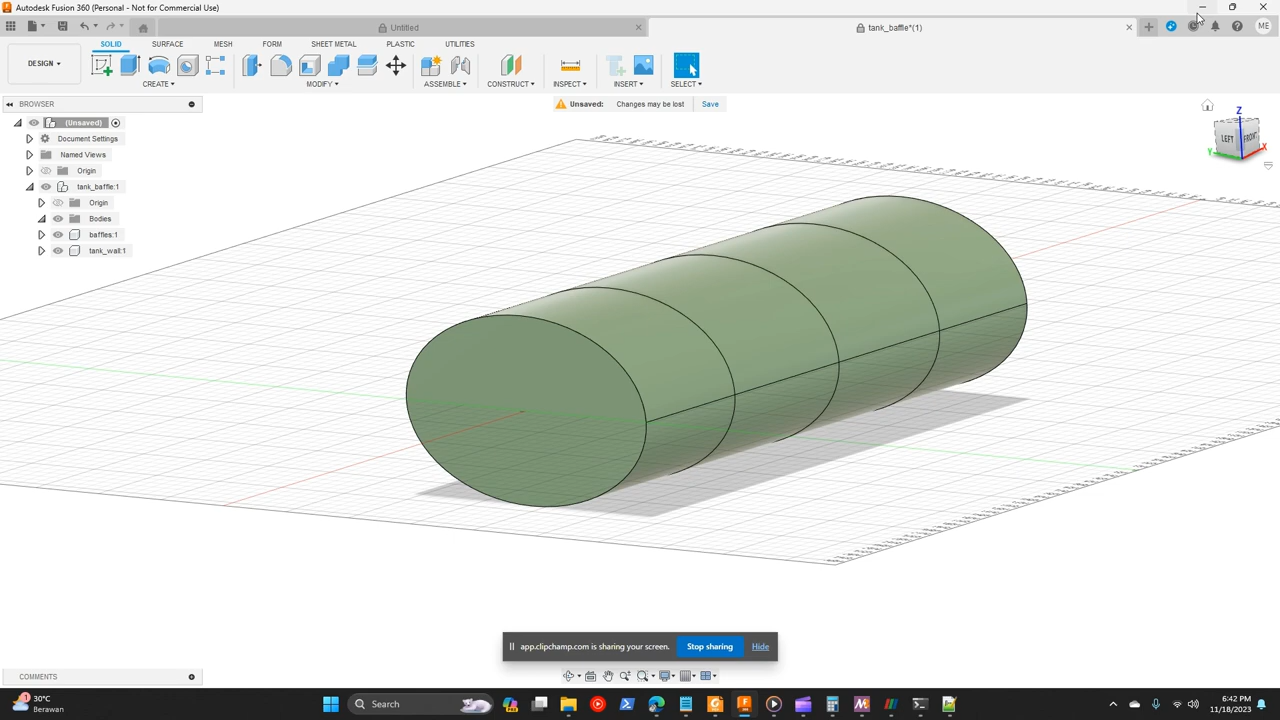 Autodesk Fusion 360 (Personal - Not for Commercial Use)
Untitled
tank_baffle*(1)
ME
SOLID SURFACE MESH FORM SHEET METAL PLASTIC UTILITIES
DESIGN
CREATE MODIFY ASSEMBLE CONSTRUCT INSPECT INSERT SELECT
BROWSER
Unsaved: Changes may be lost Save
(Unsaved)
Document Settings
Named Views
Origin
tank_baffle:1
Origin
Bodies
baffles:1
tank_wall:1
Z
LEFT FRONT
Y X
app.clipchamp.com is sharing your screen. Stop sharing Hide
COMMENTS
30°C
Berawan
Search
6:42 PM
11/18/2023